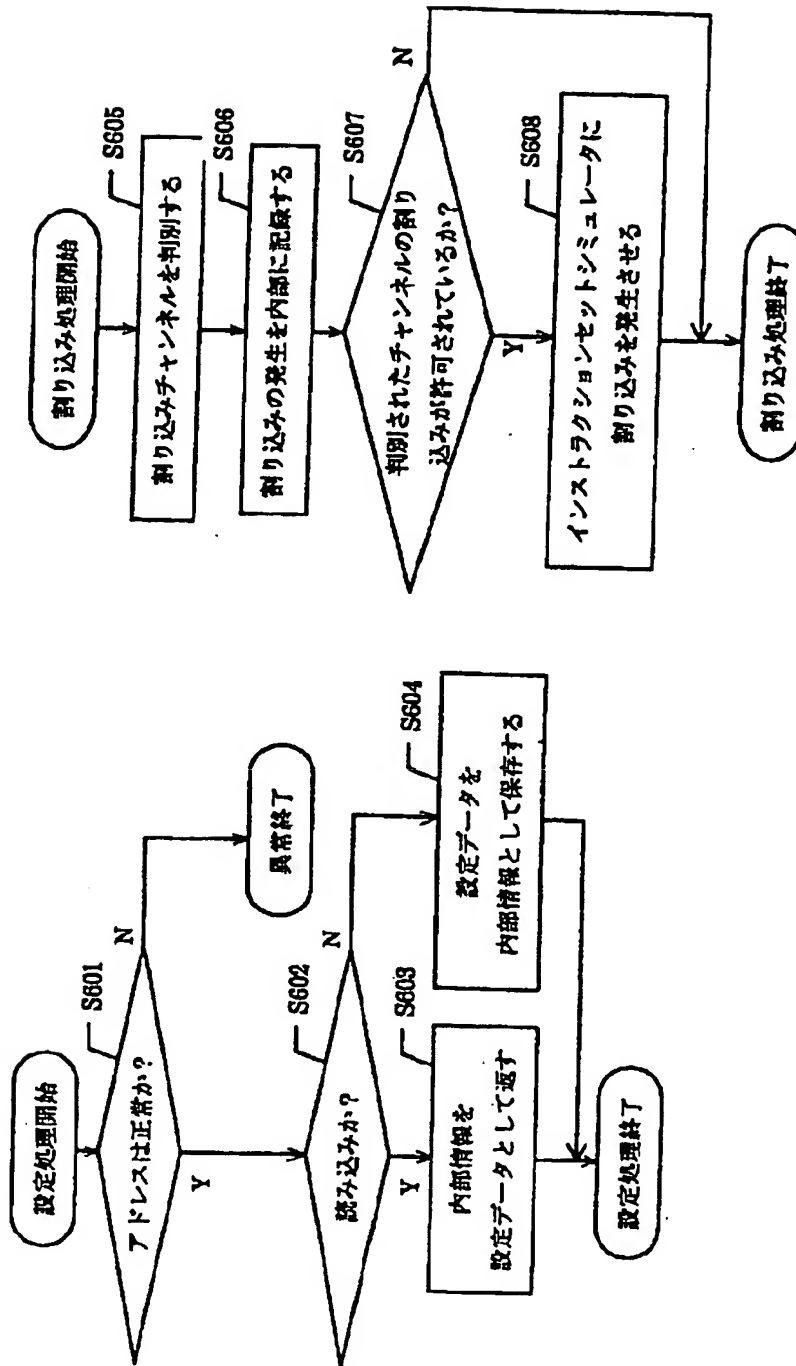 設定処理開始
S601
アドレスは正常か?
N
Y
異常終了
S602
読み込みか?
N
Y
S603
内部情報を
設定データとして返す
S604
設定データを
内部情報として保存する
設定処理終了
割り込み処理開始
S605
割り込みチャンネルを判別する
S606
割り込みの発生を内部に記録する
S607
判別されたチャンネルの割り
込みが許可されているか?
N
Y
S608
インストラクションセットシミュレータに
割り込みを発生させる
割り込み処理終了